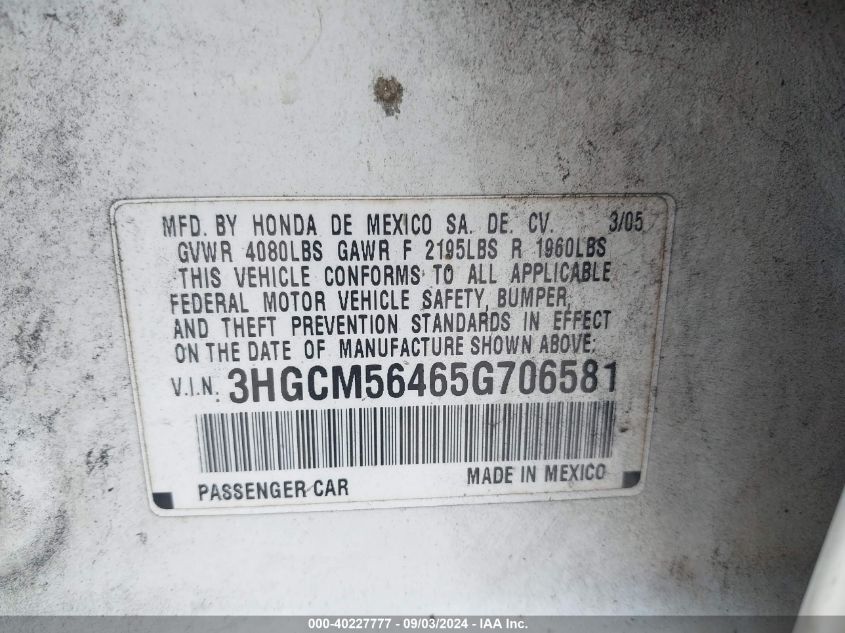 MFD. BY HONDA DE MEXICO SA. DE. CV. 3/05
GVWR 4080LBS GAWR F 2195LBS R 1960LBS
THIS VEHICLE CONFORMS TO ALL APPLICABLE
FEDERAL MOTOR VEHICLE SAFETY, BUMPER,
AND THEFT PREVENTION STANDARDS IN EFFECT
ON THE DATE OF MANUFACTURE SHOWN ABOVE:
V.I.N: 3HGCM56465G706581
PASSENGER CAR MADE IN MEXICO
000-40227777 - 09/03/2024 - IAA Inc.